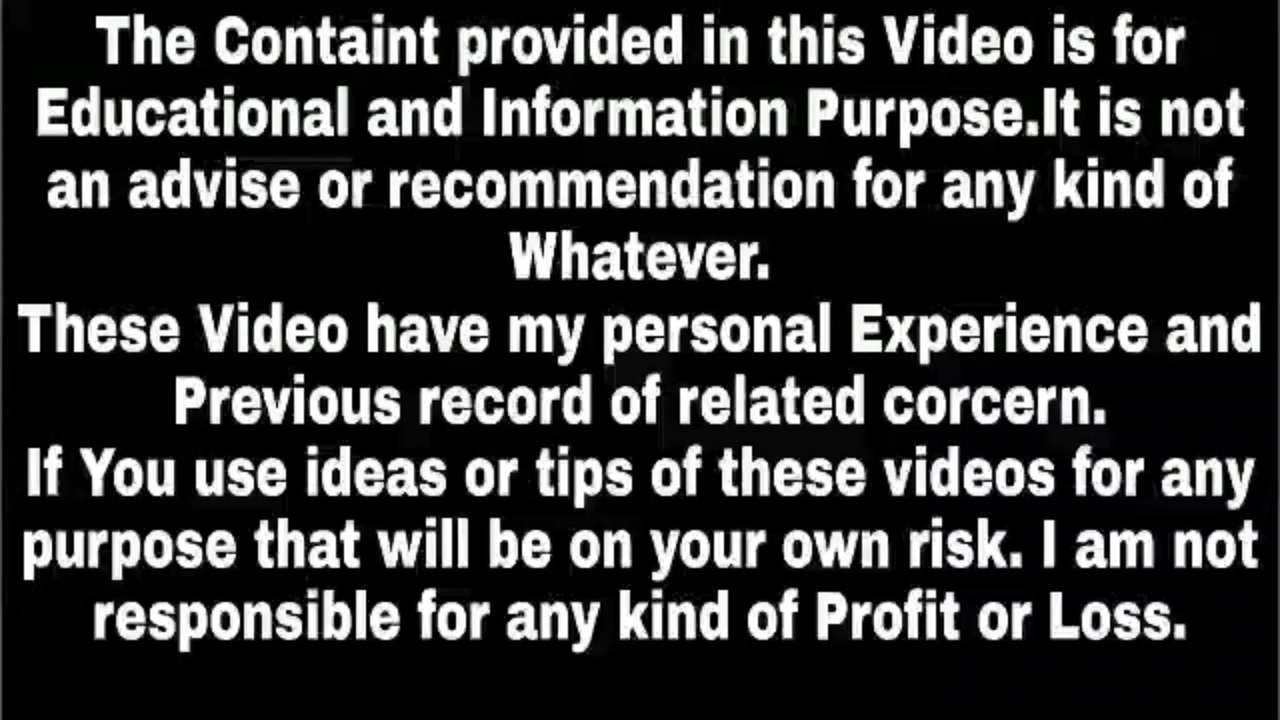 The Containt provided in this Video is for
Educational and Information Purpose.It is not
an advise or recommendation for any kind of
Whatever.
These Video have my personal Experience and
Previous record of related corcern.
If You use ideas or tips of these videos for any
purpose that will be on your own risk. I am not
responsible for any kind of Profit or Loss.